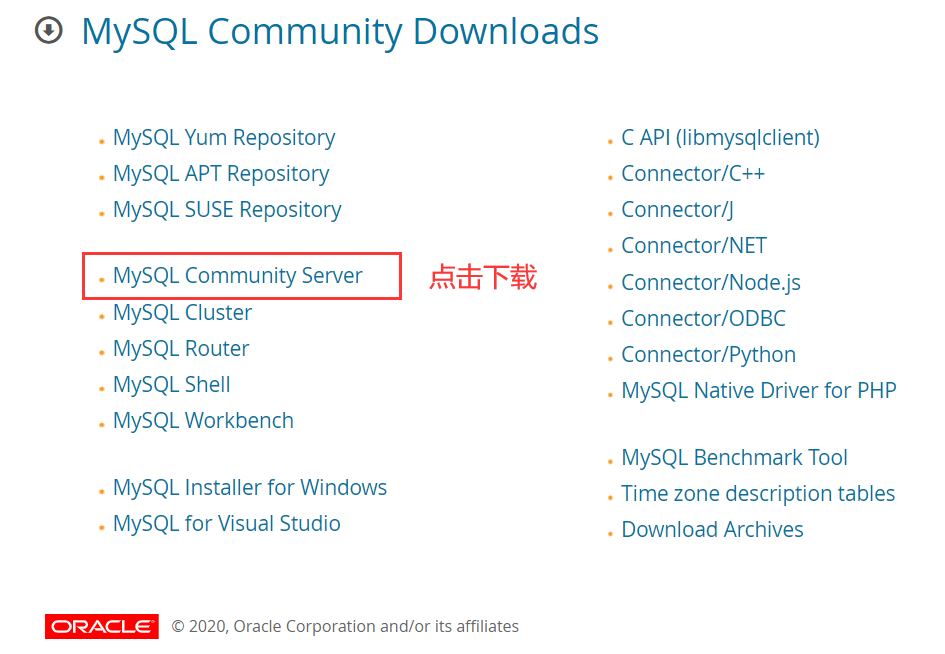 MySQL Community Downloads
MySQL Yum Repository
MySQL APT Repository
MySQL SUSE Repository
MySQL Community Server 点击下载
MySQL Cluster
MySQL Router
MySQL Shell
MySQL Workbench
MySQL Installer for Windows
MySQL for Visual Studio
C API (libmysqlclient)
Connector/C++
Connector/J
Connector/NET
Connector/Node.js
Connector/ODBC
Connector/Python
MySQL Native Driver for PHP
MySQL Benchmark Tool
Time zone description tables
Download Archives
ORACLE © 2020, Oracle Corporation and/or its affiliates